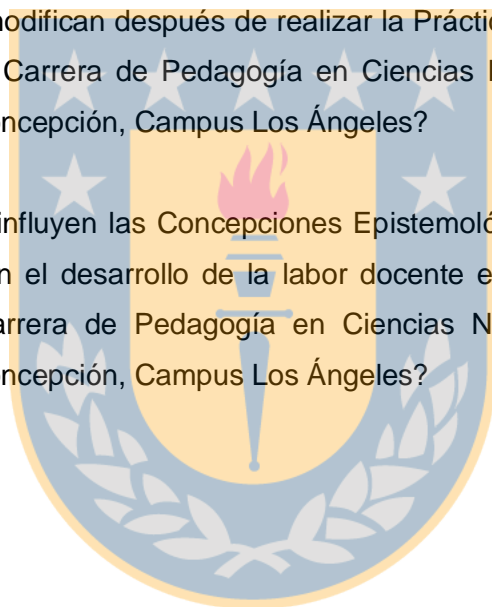 modifican después de realizar la Práctic
Carrera de Pedagogía en Ciencias
ncepción, Campus Los Ángeles?
influyen las Concepciones Epistemoló
n el desarrollo de la labor docente e
arrera de Pedagogía en Ciencias N
ncepción, Campus Los Ángeles?